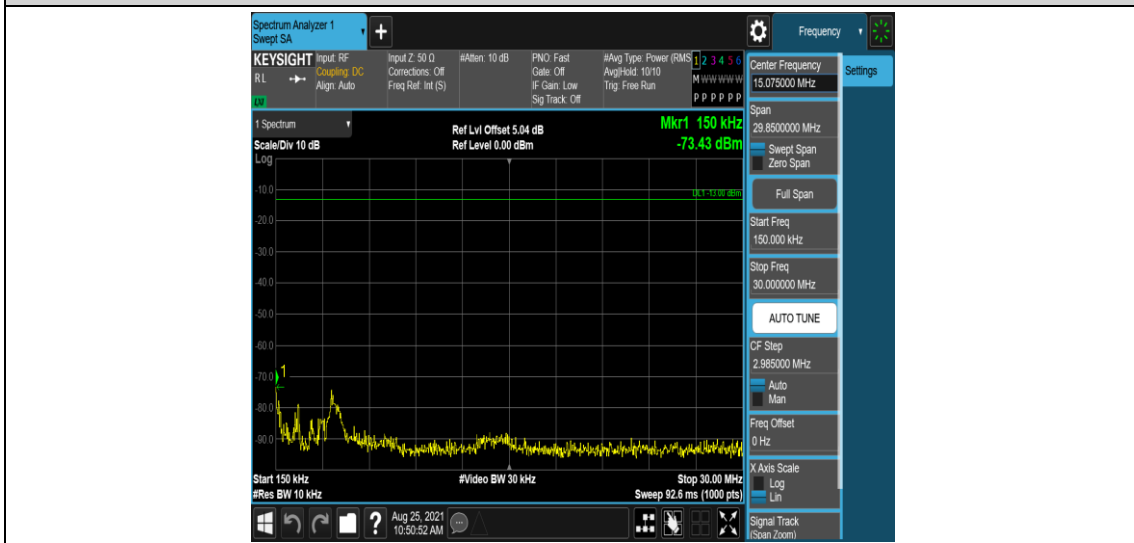 Spectrum Analyzer 1
Swept SA
+
Frequency
KEYSIGHT
RL
LXI
Input: RF
Coupling: DC
Align: Auto
Input Z: 50 Ω
Corrections: Off
Freq Ref: Int (S)
#Atten: 10 dB
PNO: Fast
Gate: Off
IF Gain: Low
Sig Track: Off
#Avg Type: Power (RMS
Avg|Hold: 10/10
Trig: Free Run
1 2 3 4 5 6
M W W W W W
P P P P P P
1 Spectrum
Scale/Div 10 dB
Ref Lvl Offset 5.04 dB
Ref Level 0.00 dBm
Mkr1 150 kHz
-73.43 dBm
Log
DL1 -13.00 dBm
-10.0
-20.0
-30.0
-40.0
-50.0
-60.0
-70.0
1
-80.0
-90.0
Start 150 kHz
#Video BW 30 kHz
Stop 30.00 MHz
#Res BW 10 kHz
Sweep 92.6 ms (1000 pts)
?
Aug 25, 2021
10:50:52 AM
Center Frequency
15.075000 MHz
Settings
Span
29.8500000 MHz
Swept Span
Zero Span
Full Span
Start Freq
150.000 kHz
Stop Freq
30.000000 MHz
AUTO TUNE
CF Step
2.985000 MHz
Auto
Man
Freq Offset
0 Hz
X Axis Scale
Log
Lin
Signal Track
(Span Zoom)